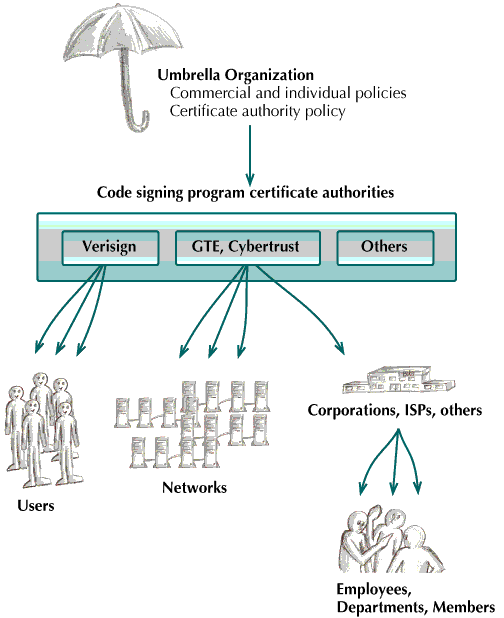 Umbrella Organization
Commercial and individual policies
Certificate authority policy
Code signing program certificate authorities
Verisign
GTE, Cybertrust
Others
Corporations, ISPs, others
Networks
Users
Employees,
Departments, Members